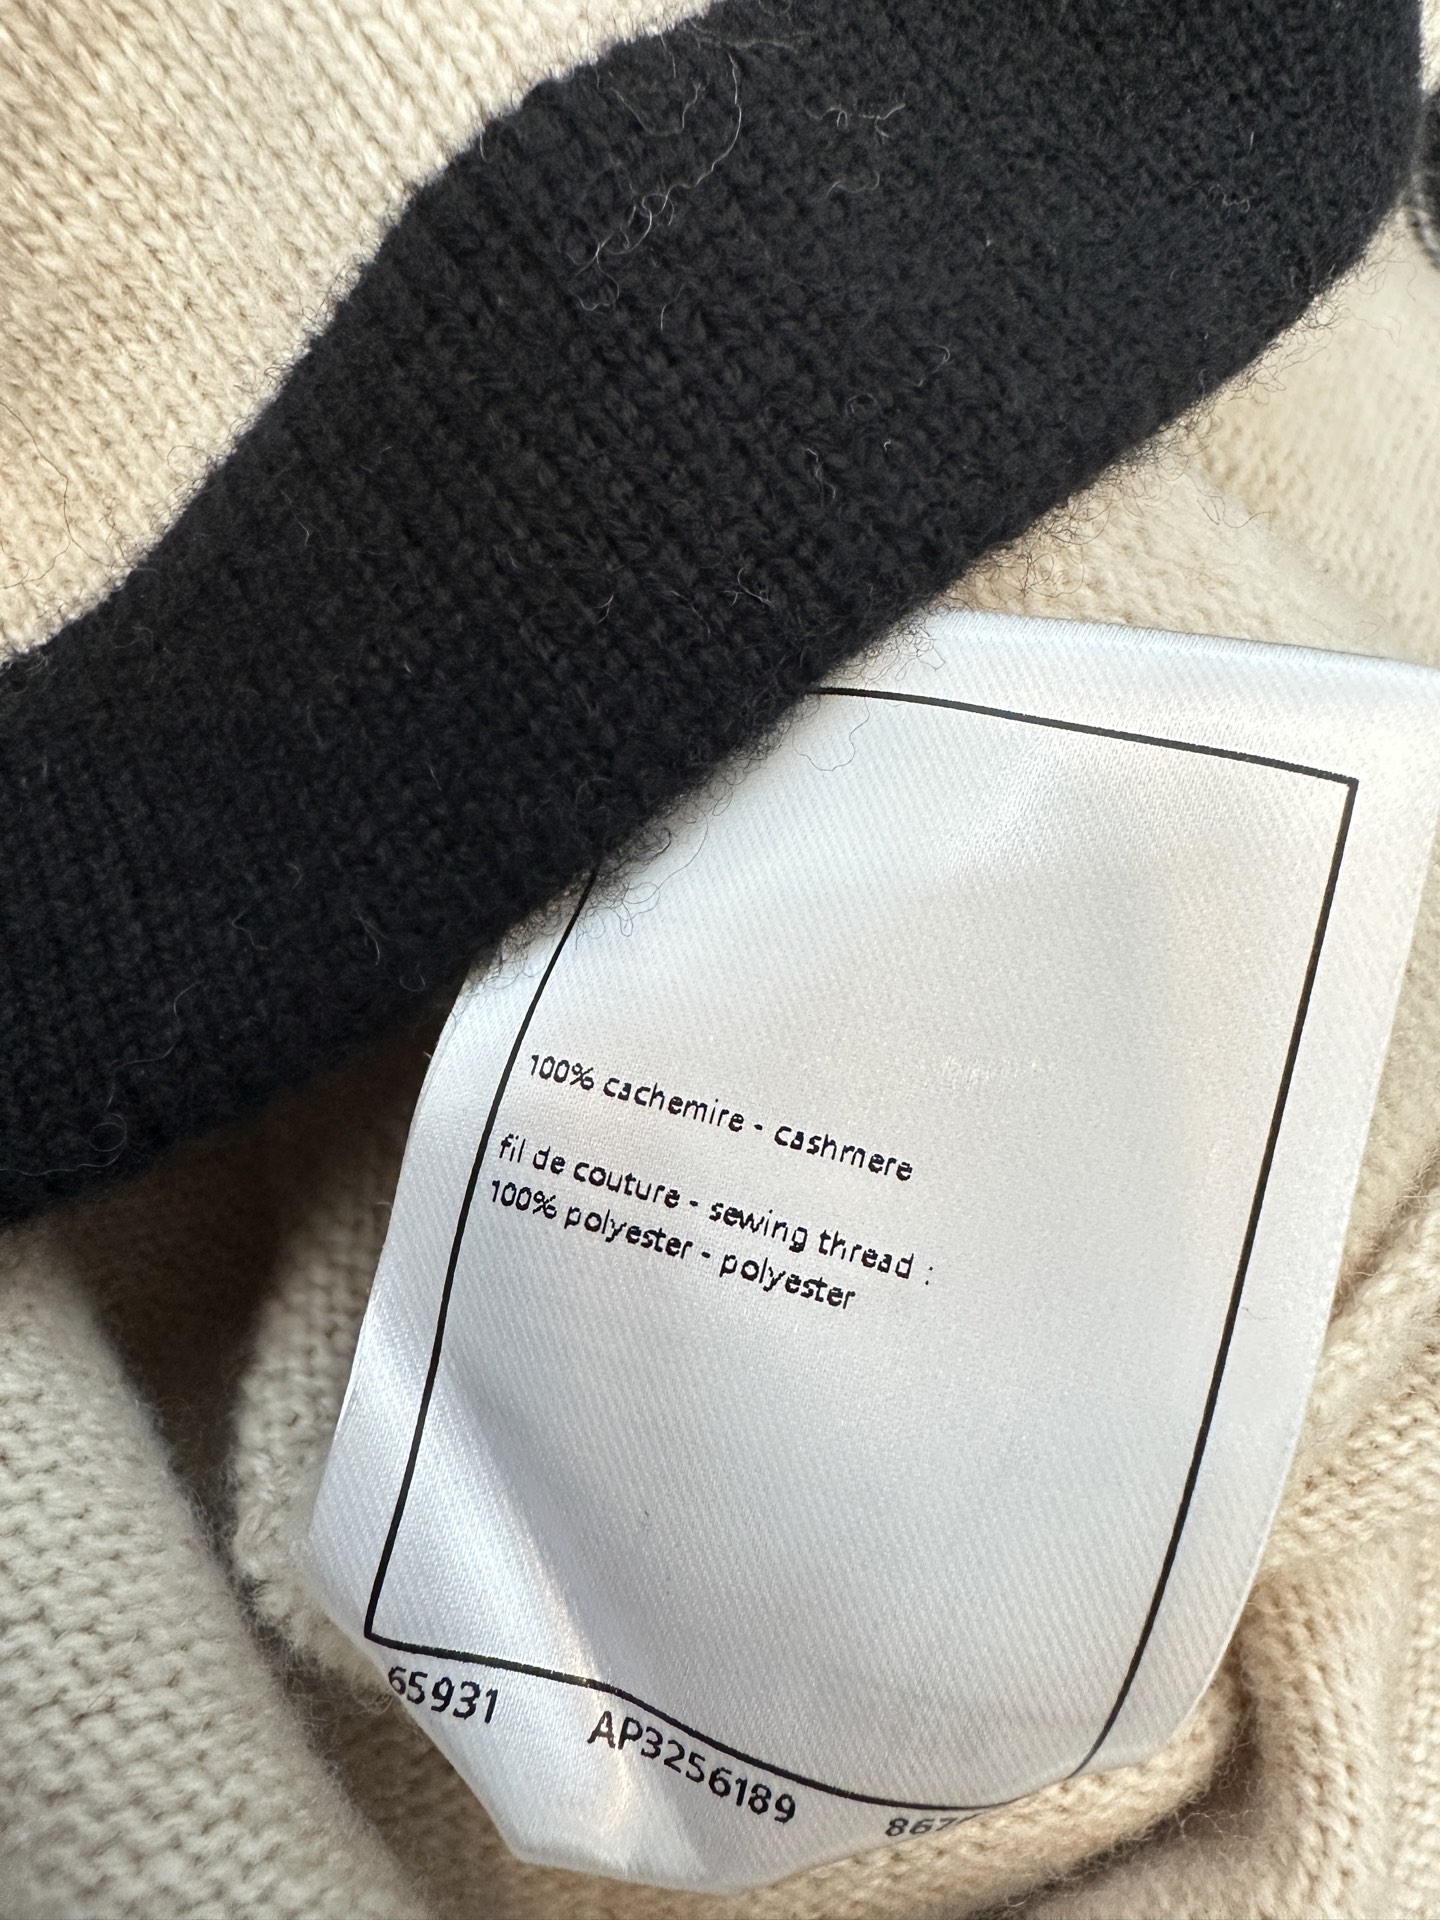 100% cachemire - cashmere
fil de couture - sewing thread :
100% polyester - polyester
65931 AP3256189